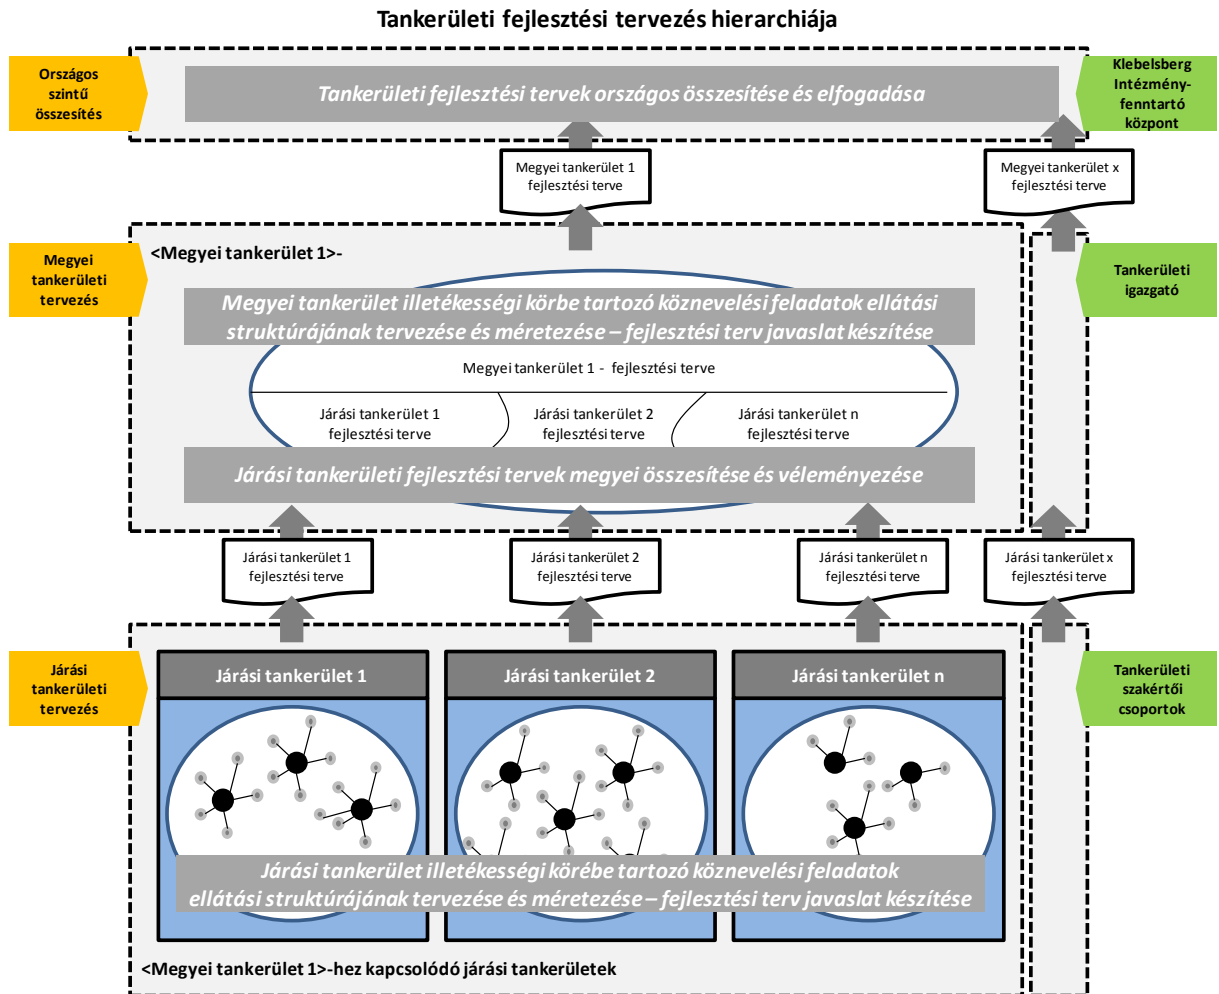 Tankerületi fejlesztési tervezés hierarchiája
Országos
szintű
összesítés
Tankerületi fejlesztési tervek országos összesítése és elfogadása
Klebelsberg
Intézmény-
fenntartó
központ
Megyei tankerület 1
fejlesztési terve
Megyei tankerület x
fejlesztési terve
Megyei
tankerületi
tervezés
<Megyei tankerület 1>-
Tankerületi
igazgató
Megyei tankerület illetékességi körbe tartozó köznevelési feladatok ellátási
struktúrájának tervezése és méretezése – fejlesztési terv javaslat készítése
Megyei tankerület 1 - fejlesztési terve
Járási tankerület 1
fejlesztési terve
Járási tankerület 2
fejlesztési terve
Járási tankerület n
fejlesztési terve
Járási tankerületi fejlesztési tervek megyei összesítése és véleményezése
Járási tankerület 1
fejlesztési terve
Járási tankerület 2
fejlesztési terve
Járási tankerület n
fejlesztési terve
Járási tankerület x
fejlesztési terve
Járási
tankerületi
tervezés
Járási tankerület 1
Járási tankerület 2
Járási tankerület n
Tankerületi
szakértői
csoportok
Járási tankerület illetékességi körébe tartozó köznevelési feladatok
ellátási struktúrájának tervezése és méretezése – fejlesztési terv javaslat készítése
<Megyei tankerület 1>-hez kapcsolódó járási tankerületek